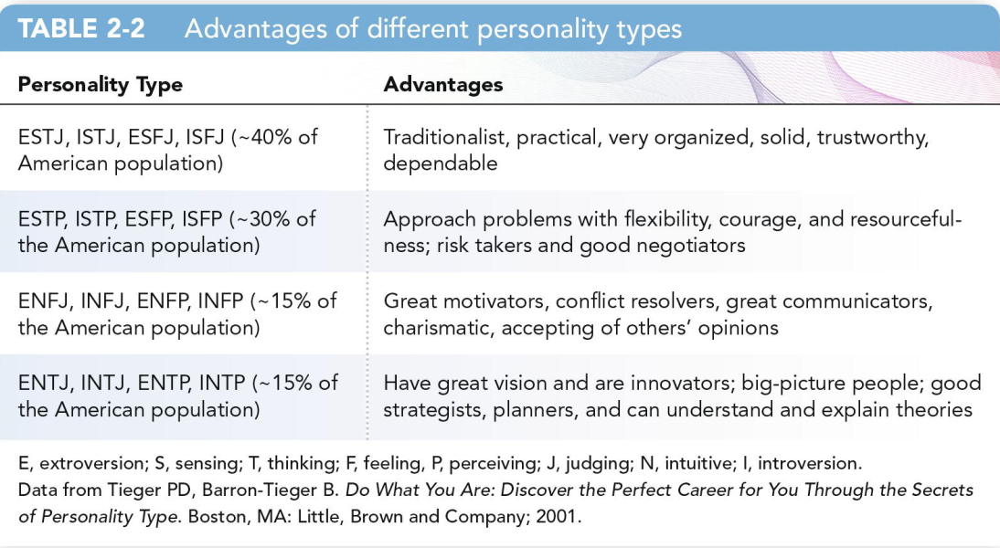 TABLE 2-2 Advantages of different personality types
Personality Type Advantages
ESTJ, ISTJ, ESFJ, ISFJ (~40% of
American population)
Traditionalist, practical, very organized, solid, trustworthy,
dependable
ESTP, ISTP, ESFP, ISFP (~30% of
the American population)
Approach problems with flexibility, courage, and resourceful-
ness; risk takers and good negotiators
ENFJ, INFJ, ENFP, INFP (~15% of
the American population)
Great motivators, conflict resolvers, great communicators,
charismatic, accepting of others’ opinions
ENTJ, INTJ, ENTP, INTP (~15% of
the American population)
Have great vision and are innovators; big-picture people; good
strategists, planners, and can understand and explain theories
E, extroversion; S, sensing; T, thinking; F, feeling, P, perceiving; J, judging; N, intuitive; I, introversion.
Data from Tieger PD, Barron-Tieger B. Do What You Are: Discover the Perfect Career for You Through the Secrets
of Personality Type. Boston, MA: Little, Brown and Company; 2001.